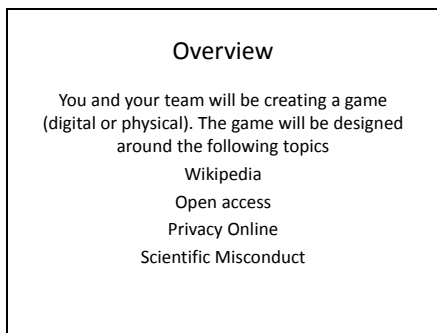 Overview
You and your team will be creating a game
(digital or physical). The game will be designed
around the following topics
Wikipedia
Open access
Privacy Online
Scientific Misconduct